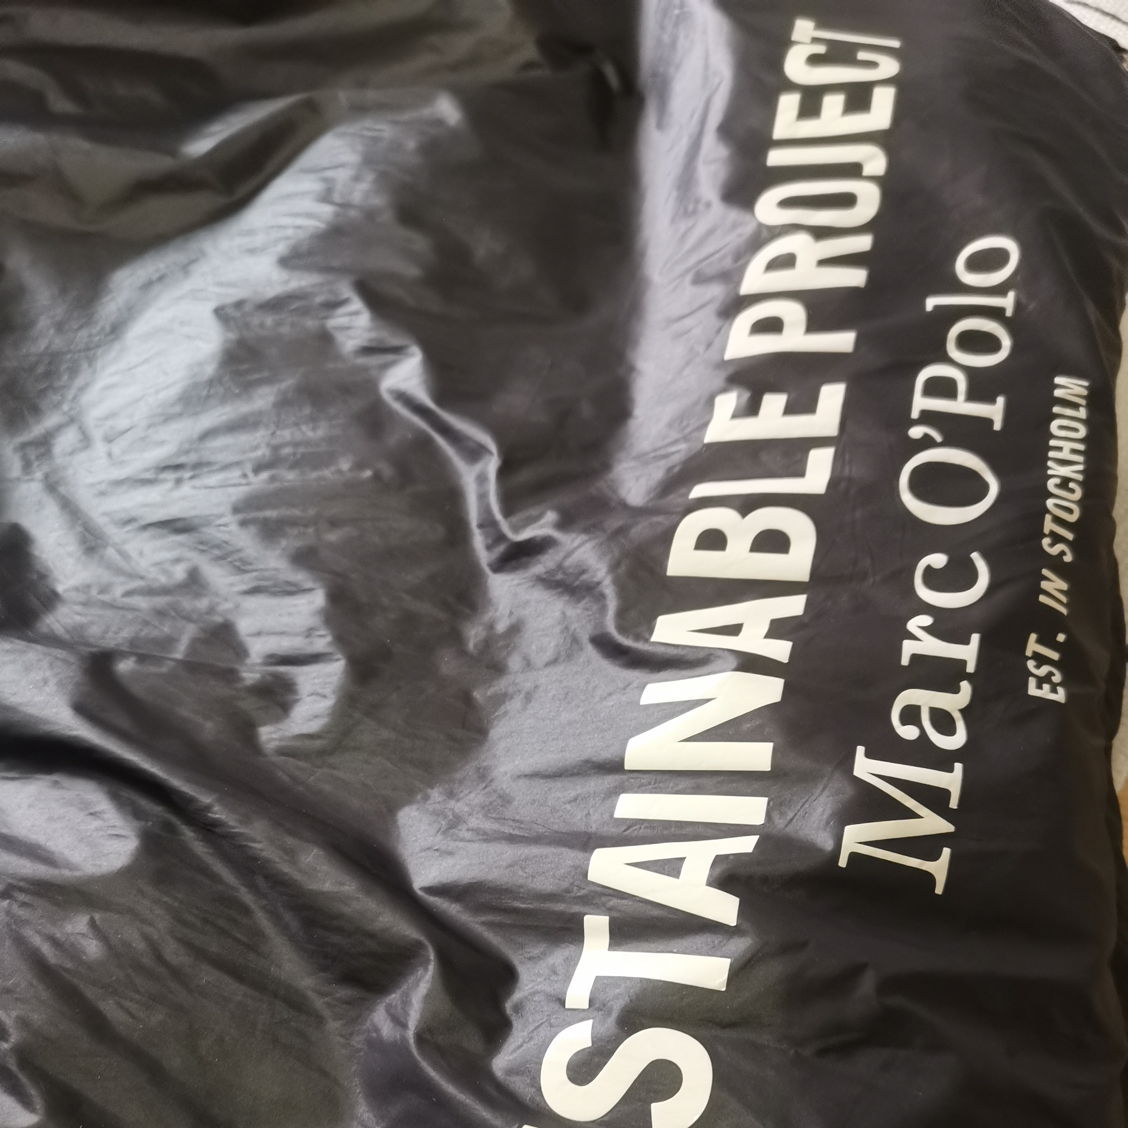 STAINABLE PROJECT
Marc O'Polo
EST. IN STOCKHOLM